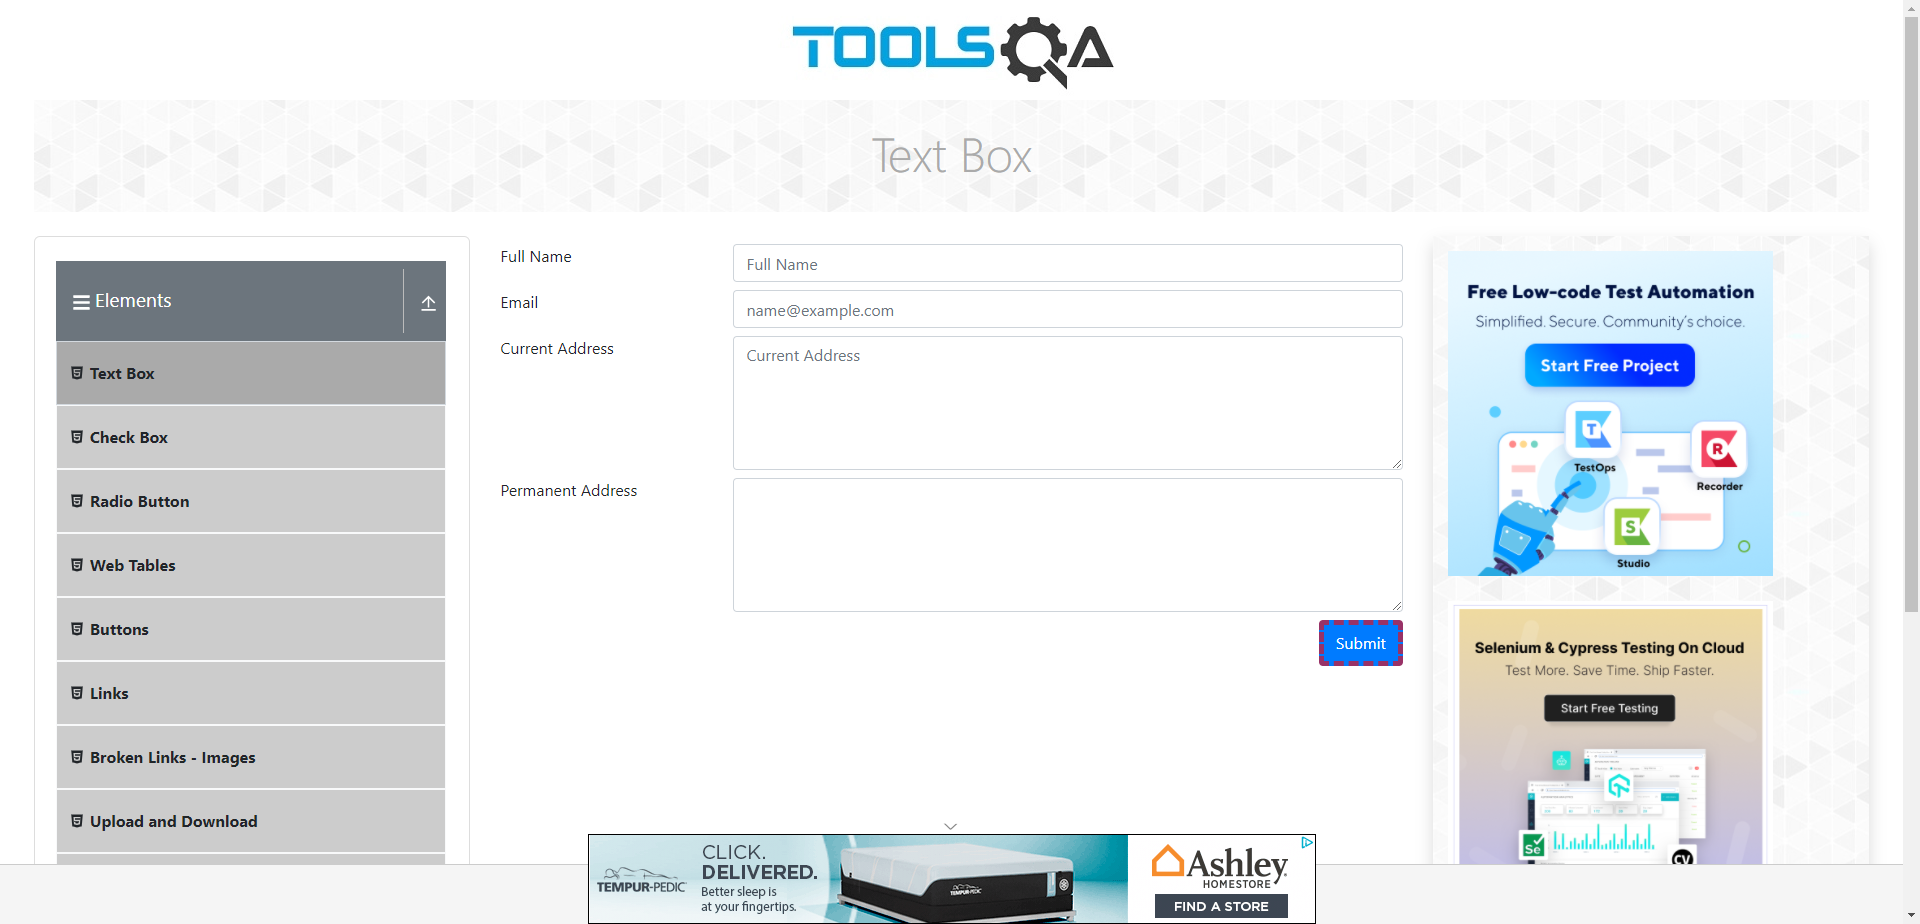 TOOLSQA
Text Box
Elements
Text Box
Check Box
Radio Button
Web Tables
Buttons
Links
Broken Links - Images
Upload and Download
Full Name
Full Name
Email
name@example.com
Current Address
Current Address
Permanent Address
Submit
Free Low-code Test Automation
Simplified. Secure. Community's choice.
Start Free Project
T
TestOps
R
Recorder
S
Studio
Selenium & Cypress Testing On Cloud
Test More. Save Time. Ship Faster.
Start Free Testing
Se
CV
TEMPUR-PEDIC
CLICK.
DELIVERED.
Better sleep is
at your fingertips.
TEMPUR-PEDIC
Ashley
HOMESTORE
FIND A STORE